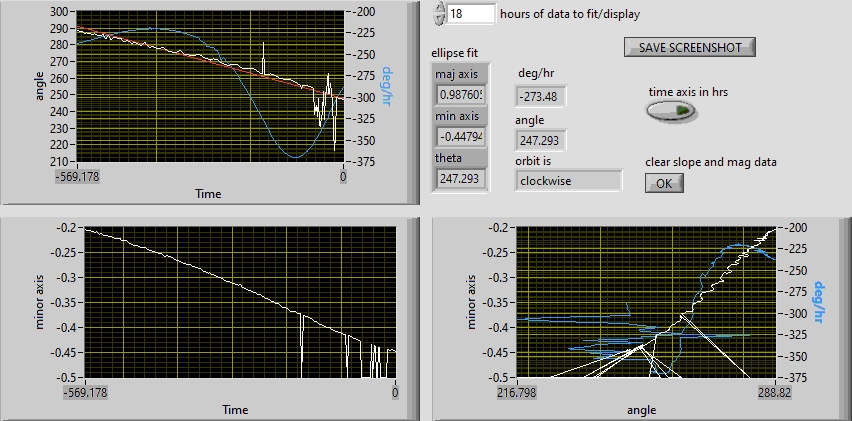 18 hours of data to fit/display
SAVE SCREENSHOT
300 290 280 270 260 250 240 230 220 210
angle
-200 -225 -250 -275 -300 -325 -350 -375
deg/hr
-569.178 0
Time
ellipse fit
maj axis
0.98760
min axis
-0.44794
theta
247.293
deg/hr
-273.48
angle
247.293
orbit is
clockwise
time axis in hrs
clear slope and mag data
OK
-0.2 -0.25 -0.3 -0.35 -0.4 -0.45 -0.5
minor axis
-569.178 0
Time
-0.2 -0.25 -0.3 -0.35 -0.4 -0.45 -0.5
minor axis
-200 -225 -250 -275 -300 -325 -350 -375
deg/hr
216.798 288.82
angle